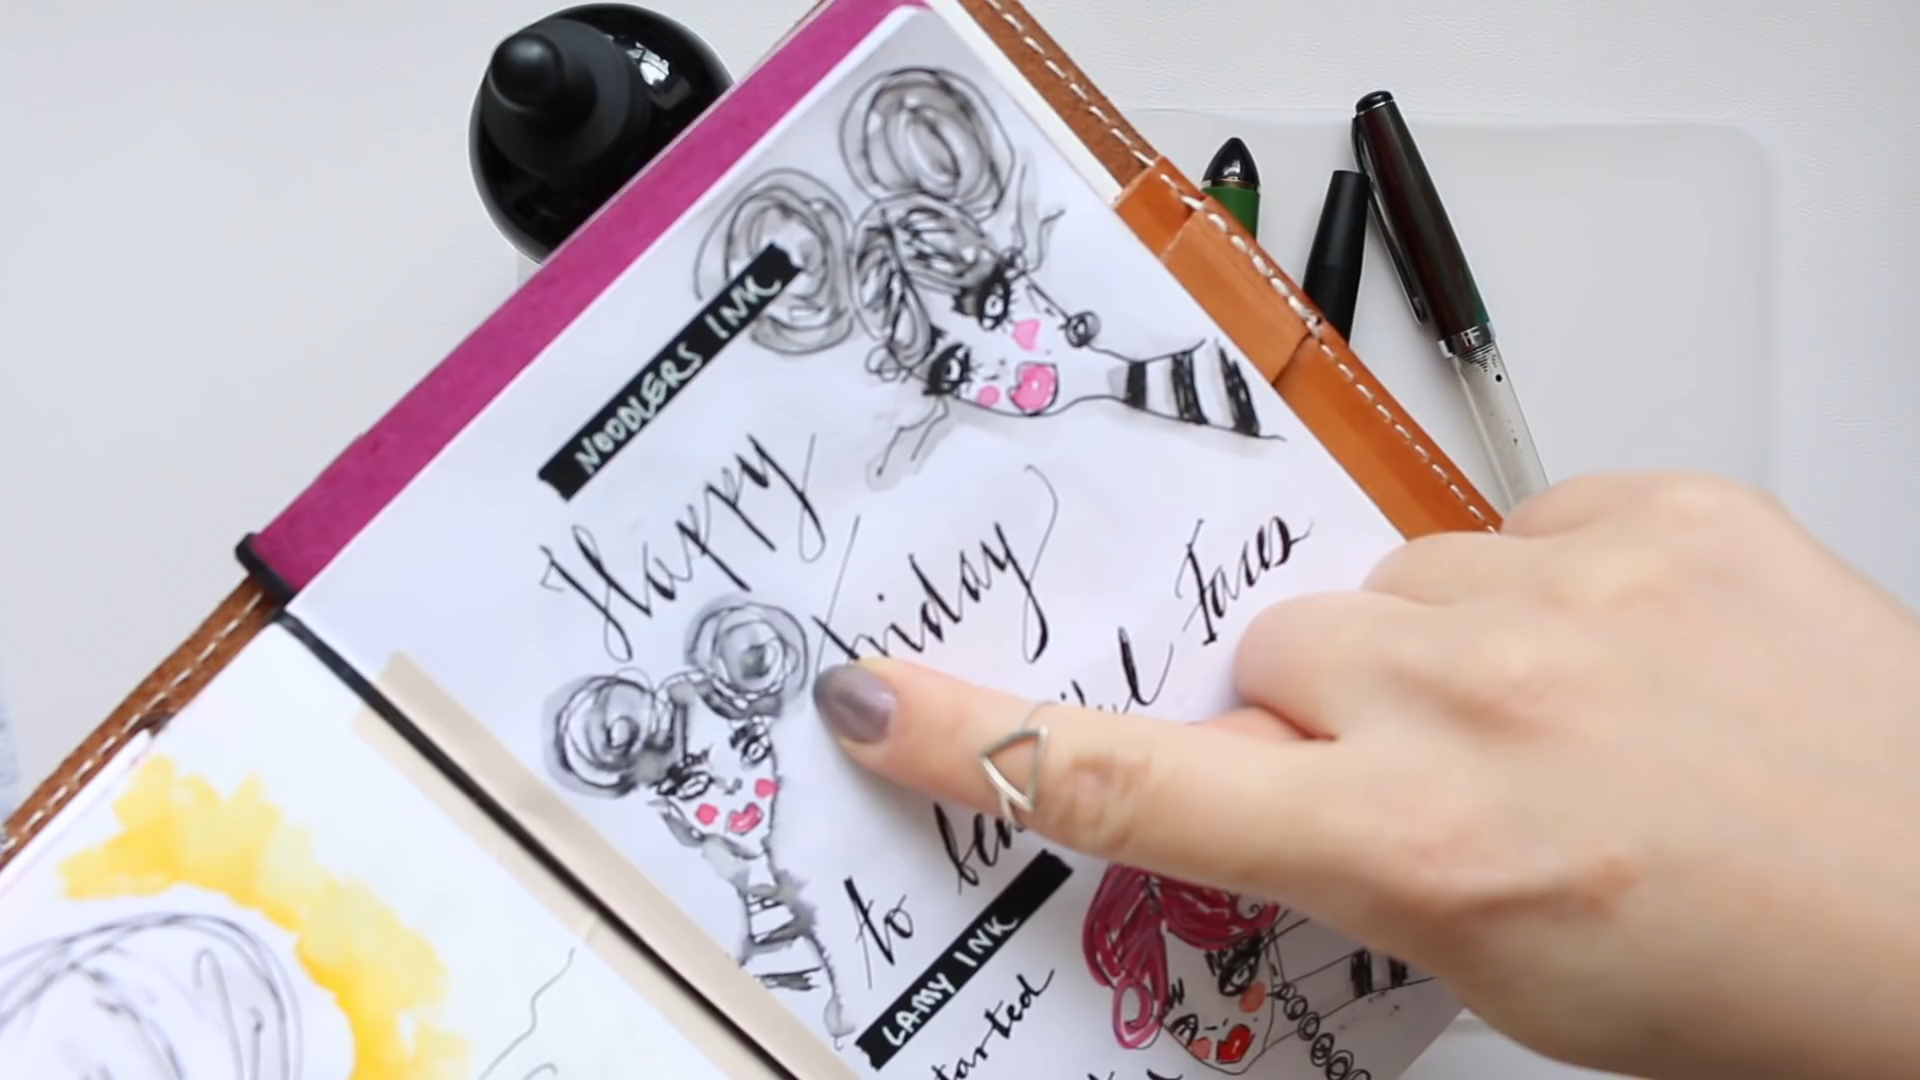 NOODLERS INK
Happy
friday
to
Faces
LAMY INK
started